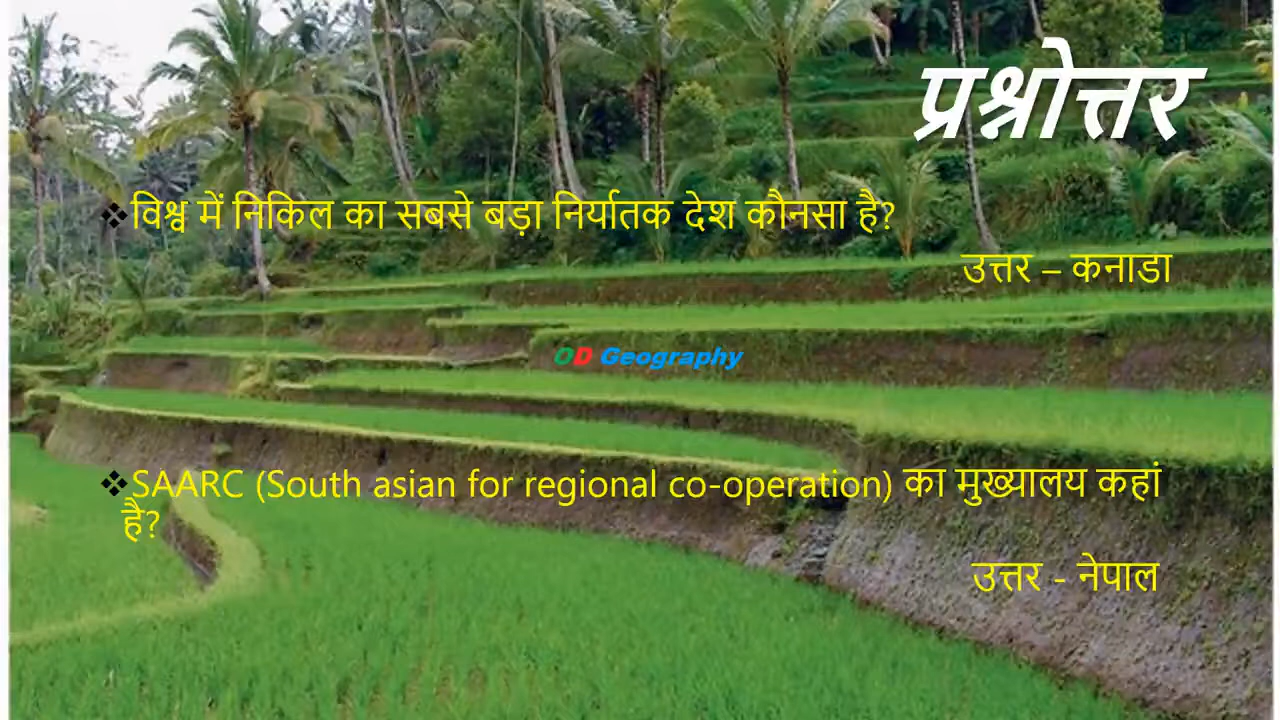 प्रश्नोत्तर
❖विश्व में निकिल का सबसे बड़ा निर्यातक देश कौनसा है?
उत्तर – कनाडा
OD Geography
❖SAARC (South asian for regional co-operation) का मुख्यालय कहां
है?
उत्तर - नेपाल